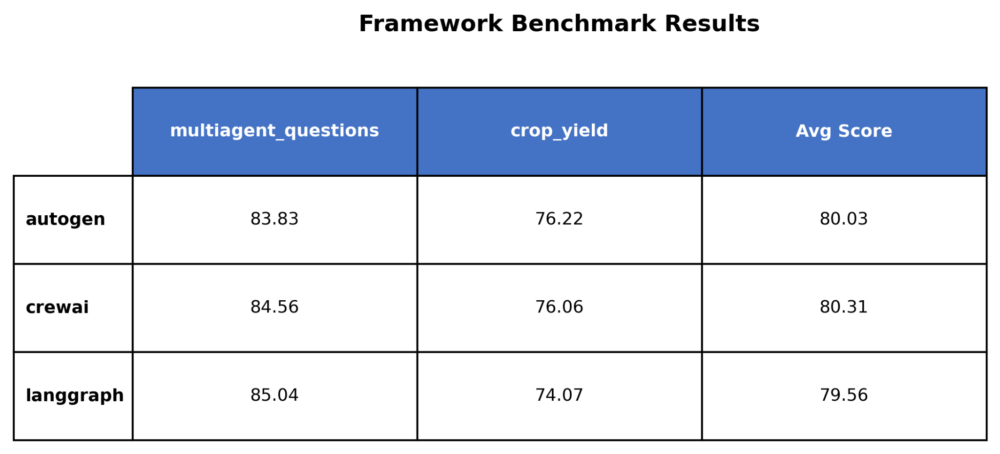 Framework Benchmark Results
multiagent_questions crop_yield Avg Score
autogen 83.83 76.22 80.03
crewai 84.56 76.06 80.31
langgraph 85.04 74.07 79.56